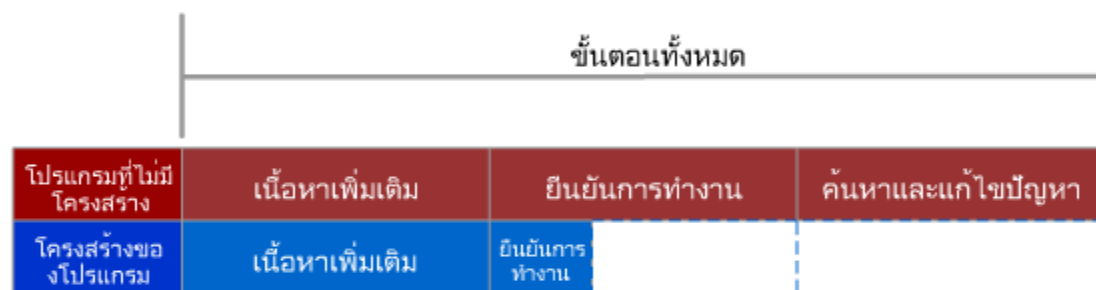 ขั้นตอนทั้งหมด
โปรแกรมที่ไม่มี
โครงสร้าง
เนื้อหาเพิ่มเติม
ยืนยันการทำงาน
ค้นหาและแก้ไขปัญหา
โครงสร้างขอ
งโปรแกรม
เนื้อหาเพิ่มเติม
ยืนยันการ
ทำงาน